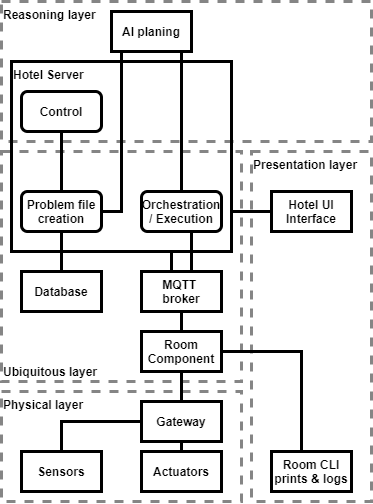 Reasoning layer
AI planing
Hotel Server
Control
Presentation layer
Problem file
creation
Orchestration
/ Execution
Hotel UI
Interface
Database
MQTT
broker
Room
Component
Ubiquitous layer
Physical layer
Gateway
Sensors
Actuators
Room CLI
prints & logs